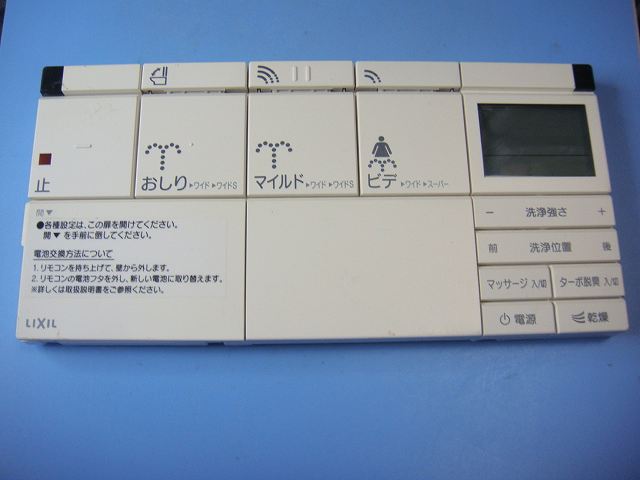 止
おしり▶ワイド▶ワイドS
マイルド▶ワイド▶ワイドS
ビデ▶ワイド▶スーパー
開▼
●各種設定は、この扉を開けてください。
開▼を手前に倒してください。
電池交換方法について
1.リモコンを持ち上げて、壁から外します。
2.リモコンの電池フタを外し、新しい電池に取り替えます。
※詳しくは取扱説明書をご参照ください。
LIXIL
− 洗浄強さ +
前 洗浄位置 後
マッサージ 入/切 ターボ脱臭 入/切
電源 乾燥